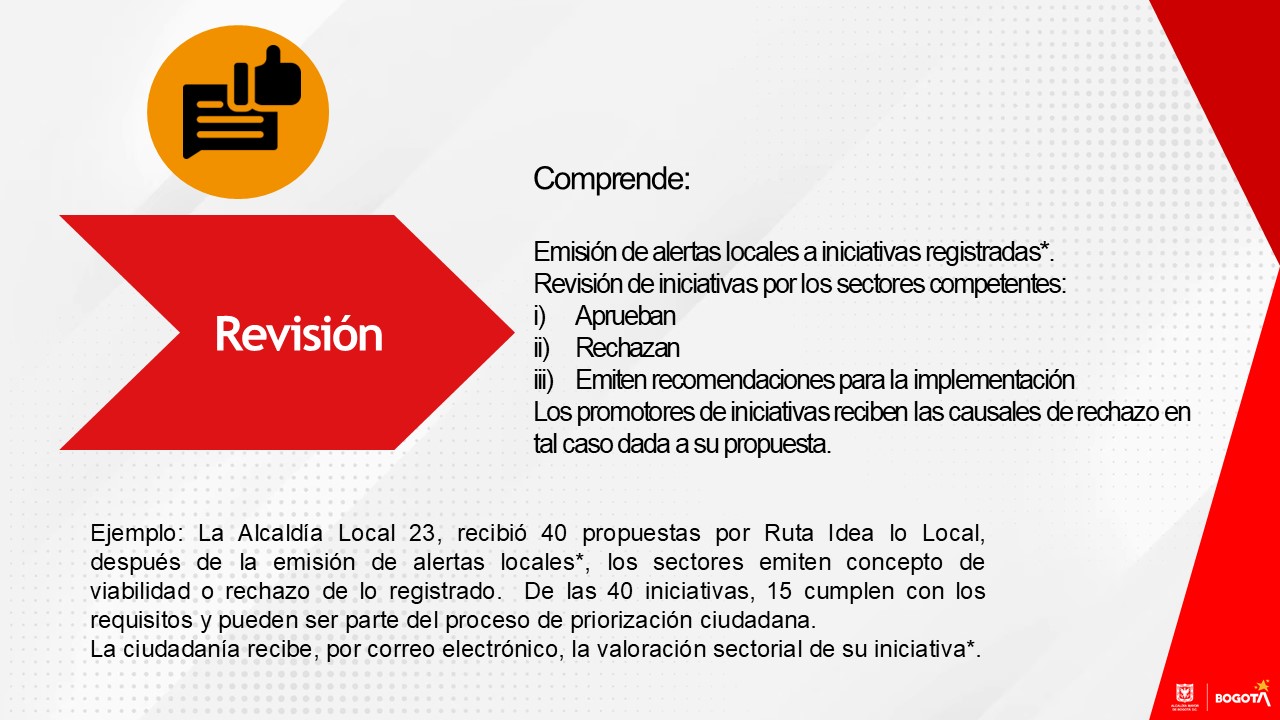 Comprende:
Emisión de alertas locales a iniciativas registradas*.
Revisión de iniciativas por los sectores competentes:
i) Aprueban
ii) Rechazan
iii) Emiten recomendaciones para la implementación
Los promotores de iniciativas reciben las causales de rechazo en
tal caso dada a su propuesta.
Revisión
Ejemplo: La Alcaldía Local 23, recibió 40 propuestas por Ruta Idea lo Local,
después de la emisión de alertas locales*, los sectores emiten concepto de
viabilidad o rechazo de lo registrado. De las 40 iniciativas, 15 cumplen con los
requisitos y pueden ser parte del proceso de priorización ciudadana.
La ciudadanía recibe, por correo electrónico, la valoración sectorial de su iniciativa*.
ALCALDÍA MAYOR
DE BOGOTÁ D.C.
BOGOTÁ